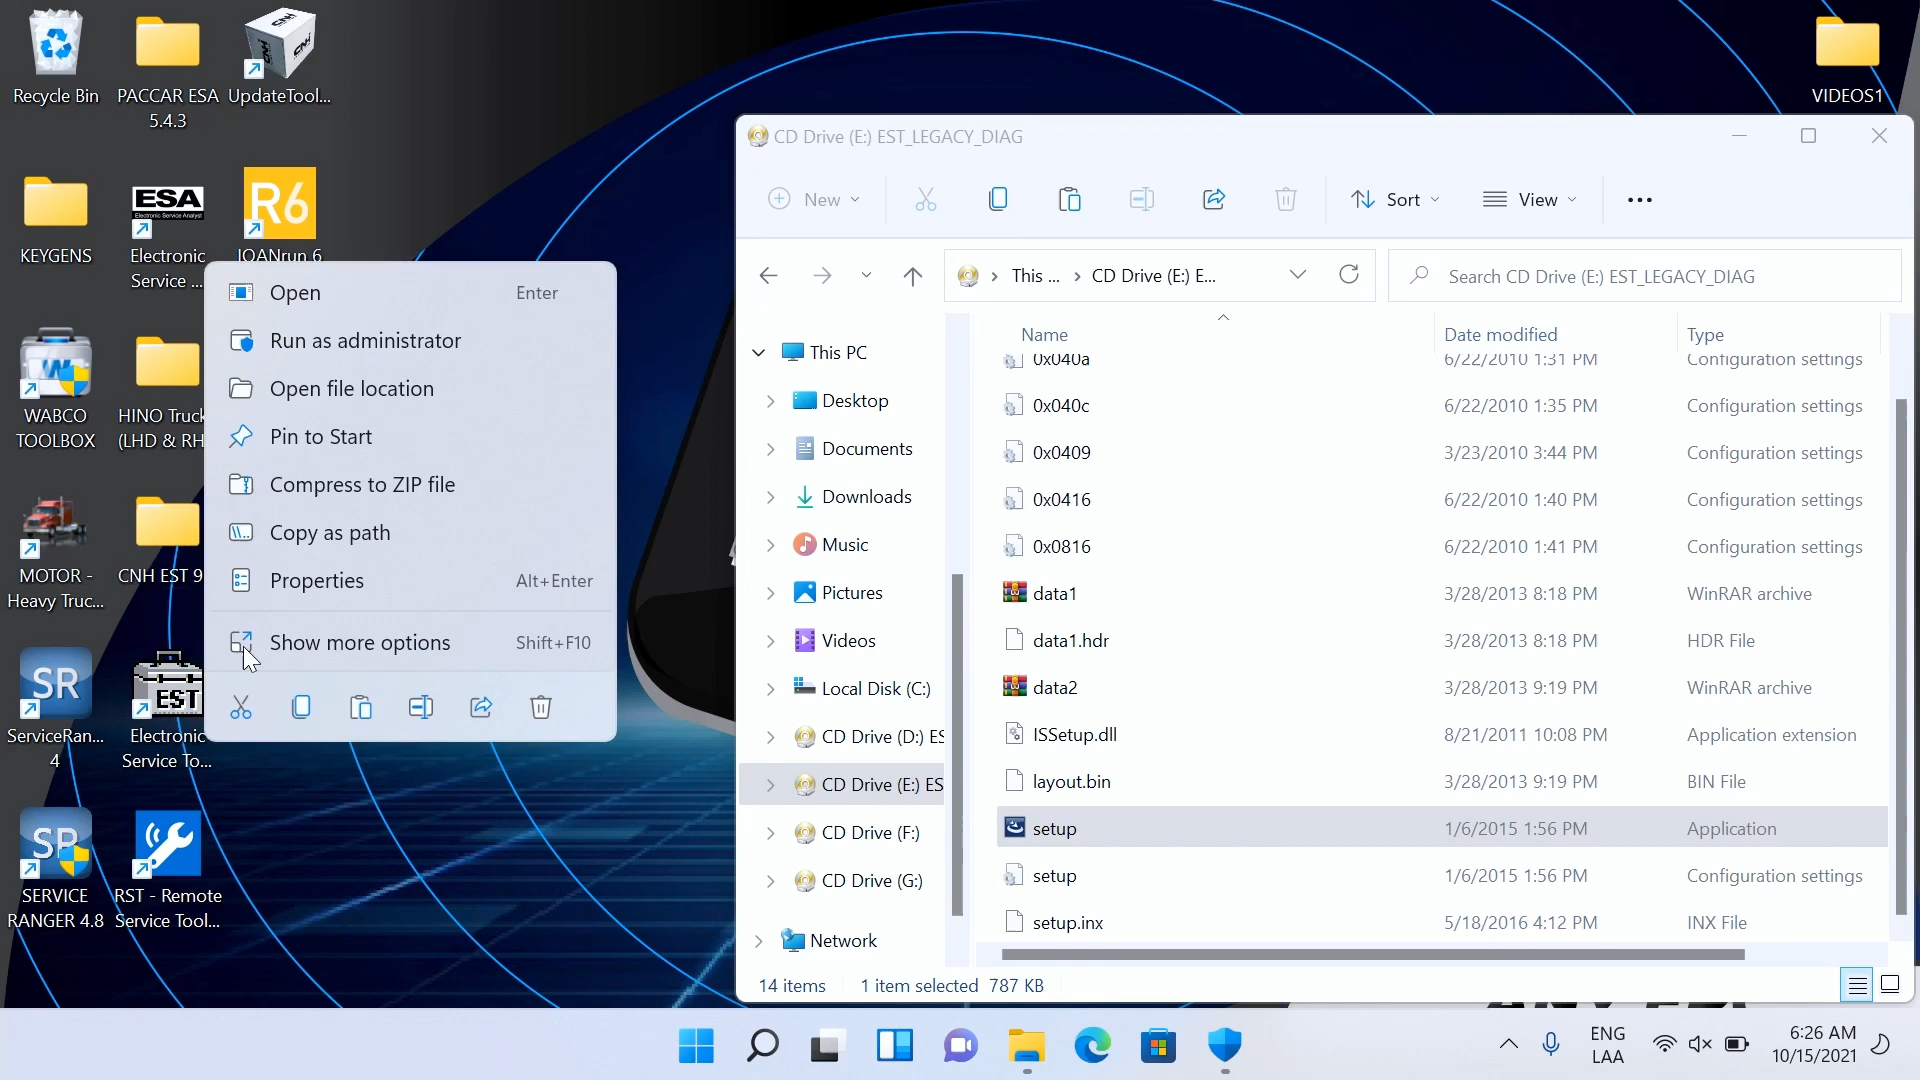 Recycle Bin
PACCAR ESA
5.4.3
CNH
UpdateTool...
VIDEOS1
KEYGENS
ESA
Electronic Service Analyst
Electronic
Service ...
R6
JOANrun 6
WABCO
TOOLBOX
HINO Truck
(LHD & RH
MOTOR -
Heavy Truc...
CNH EST 9
SR
ServiceRan...
4
EST
Electronic
Service To...
SR
SERVICE
RANGER 4.8
RST - Remote
Service Tool...
Open Enter
Run as administrator
Open file location
Pin to Start
Compress to ZIP file
Copy as path
Properties Alt+Enter
Show more options Shift+F10
CD Drive (E:) EST_LEGACY_DIAG
New Sort View
This ... CD Drive (E:) E... Search CD Drive (E:) EST_LEGACY_DIAG
This PC
Desktop
Documents
Downloads
Music
Pictures
Videos
Local Disk (C:)
CD Drive (D:) ES
CD Drive (E:) ES
CD Drive (F:)
CD Drive (G:)
Network
Name Date modified Type
0x040a 6/22/2010 1:31 PM Configuration settings
0x040c 6/22/2010 1:35 PM Configuration settings
0x0409 3/23/2010 3:44 PM Configuration settings
0x0416 6/22/2010 1:40 PM Configuration settings
0x0816 6/22/2010 1:41 PM Configuration settings
data1 3/28/2013 8:18 PM WinRAR archive
data1.hdr 3/28/2013 8:18 PM HDR File
data2 3/28/2013 9:19 PM WinRAR archive
ISSetup.dll 8/21/2011 10:08 PM Application extension
layout.bin 3/28/2013 9:19 PM BIN File
setup 1/6/2015 1:56 PM Application
setup 1/6/2015 1:56 PM Configuration settings
setup.inx 5/18/2016 4:12 PM INX File
14 items 1 item selected 787 KB
ENG
LAA
6:26 AM
10/15/2021